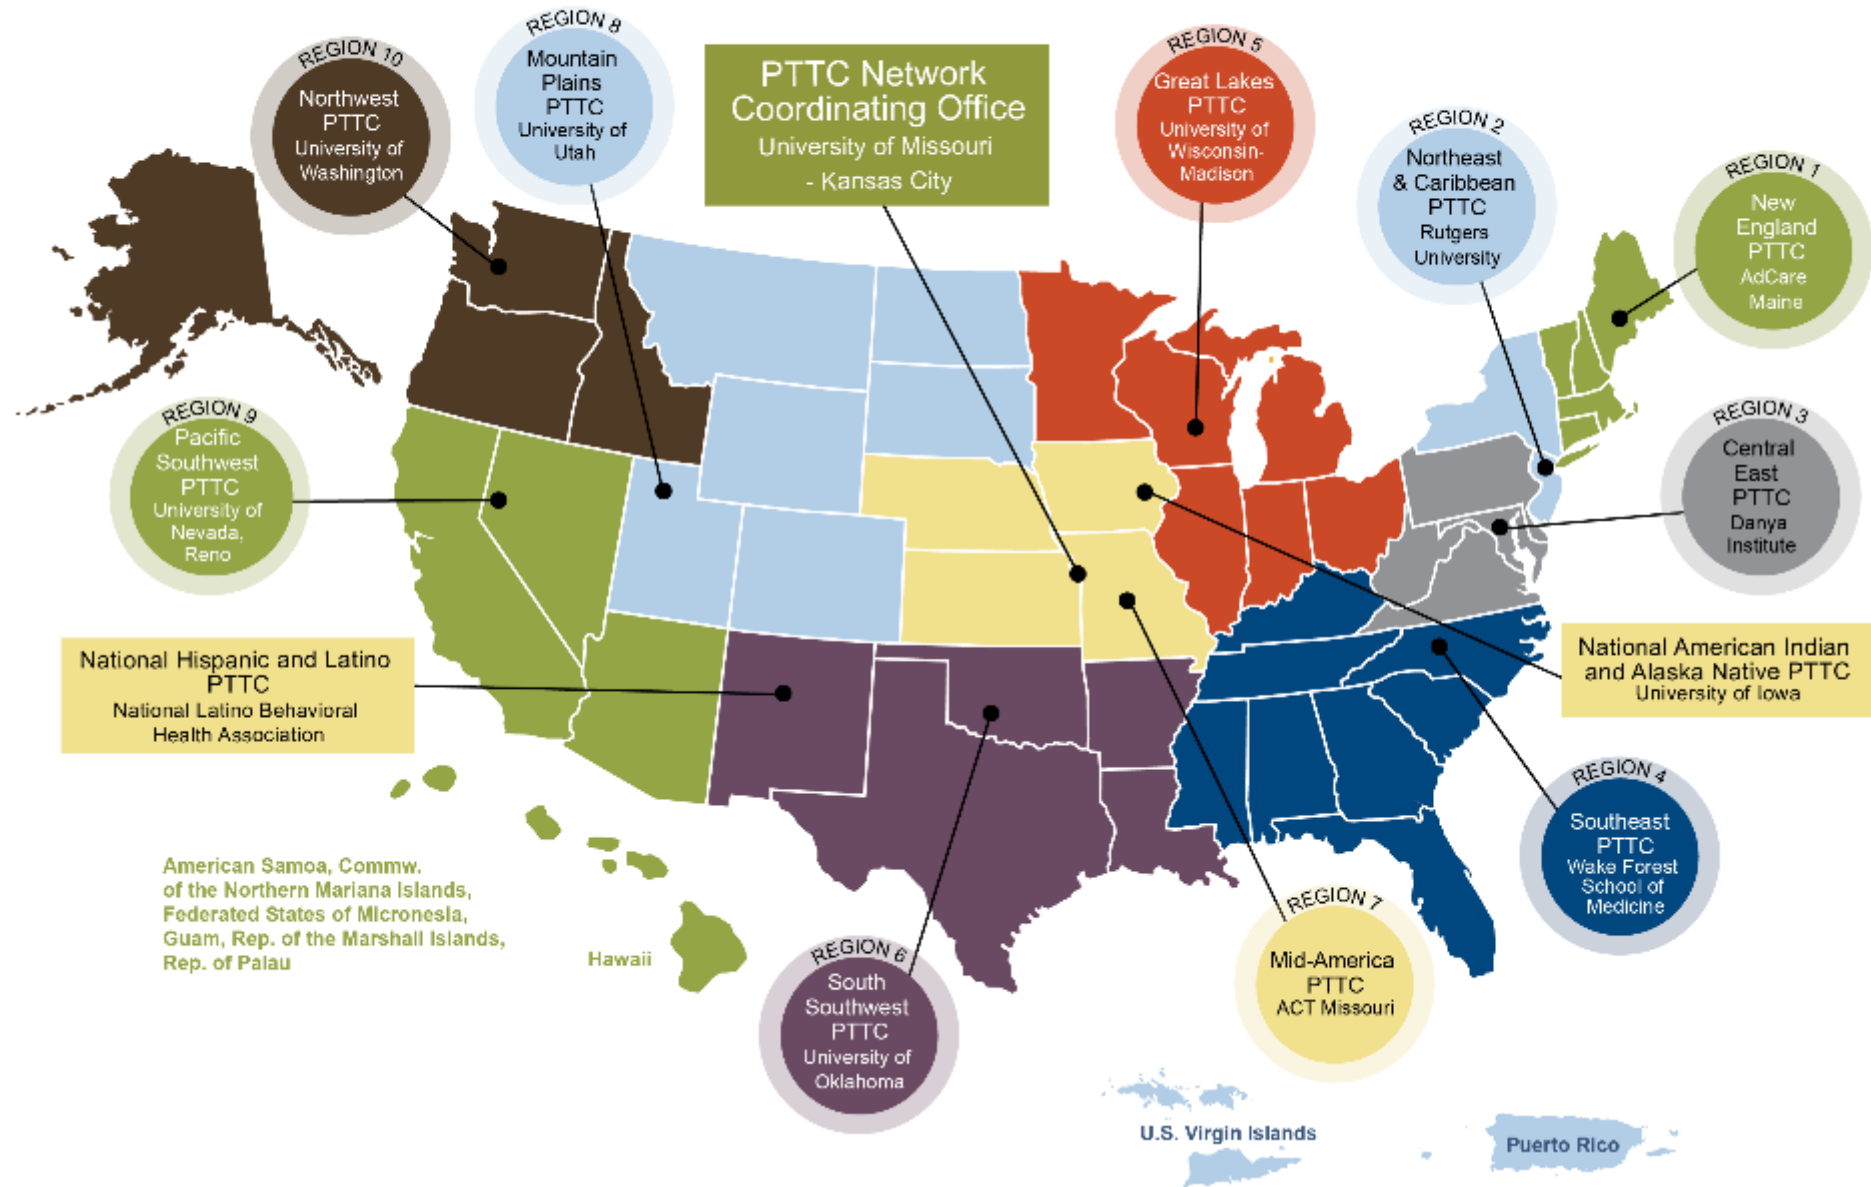 REGION 10
Northwest
PTTC
University of
Washington
REGION 8
Mountain
Plains
PTTC
University of
Utah
PTTC Network
Coordinating Office
University of Missouri
- Kansas City
REGION 5
Great Lakes
PTTC
University of
Wisconsin-
Madison
REGION 2
Northeast
& Caribbean
PTTC
Rutgers
University
REGION 1
New
England
PTTC
AdCare
Maine
REGION 9
Pacific
Southwest
PTTC
University of
Nevada,
Reno
REGION 3
Central
East
PTTC
Danya
Institute
National Hispanic and Latino
PTTC
National Latino Behavioral
Health Association
National American Indian
and Alaska Native PTTC
University of Iowa
REGION 4
Southeast
PTTC
Wake Forest
School of
Medicine
American Samoa, Commw.
of the Northern Mariana Islands,
Federated States of Micronesia,
Guam, Rep. of the Marshall Islands,
Rep. of Palau
Hawaii
REGION 6
South
Southwest
PTTC
University of
Oklahoma
REGION 7
Mid-America
PTTC
ACT Missouri
U.S. Virgin Islands
Puerto Rico